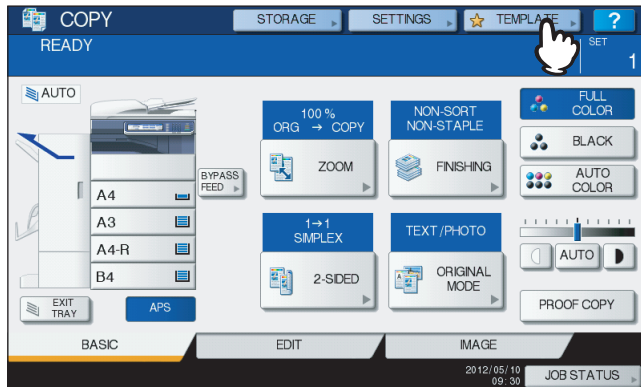 COPY
STORAGE
SETTINGS
TEMPLATE
?
READY
SET
1
AUTO
A4
A3
A4-R
B4
BYPASS
FEED
EXIT
TRAY
APS
100 %
ORG → COPY
ZOOM
NON-SORT
NON-STAPLE
FINISHING
1→1
SIMPLEX
2-SIDED
TEXT/PHOTO
ORIGINAL
MODE
FULL
COLOR
BLACK
AUTO
COLOR
AUTO
PROOF COPY
BASIC
EDIT
IMAGE
2012/05/10
09:30
JOB STATUS